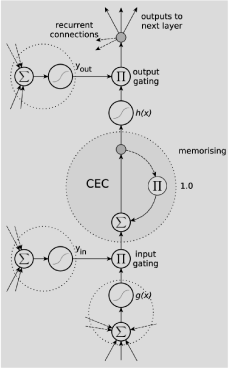 recurrent
connections
outputs to
next layer
Σ
y_out
Π
output
gating
h(x)
memorising
CEC
Π
1.0
Σ
Σ
y_in
Π
input
gating
g(x)
Σ